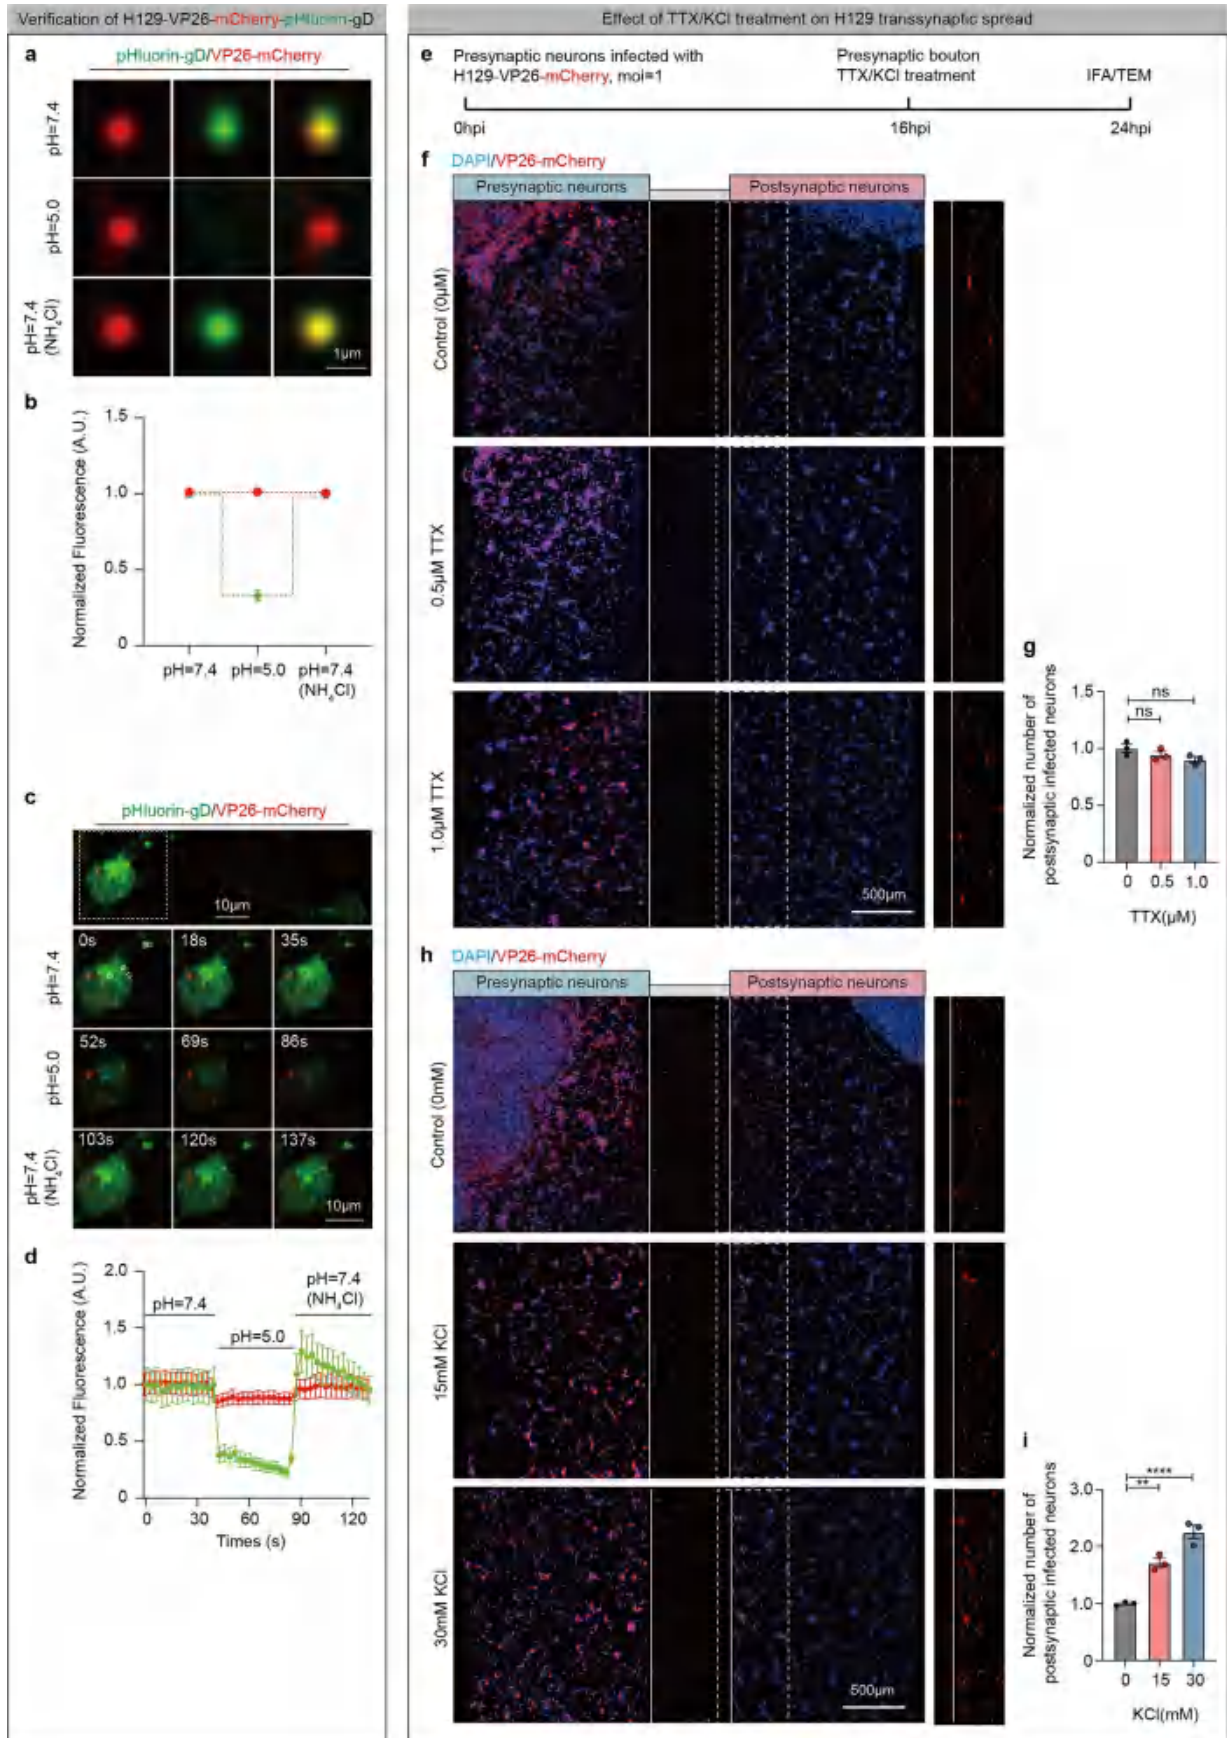 Verification of H129-VP26-mCherry-pHluorin-gD
Effect of TTX/KCl treatment on H129 transsynaptic spread
a
pHluorin-gD/VP26-mCherry
pH=7.4
pH=5.0
pH=7.4
(NH4Cl)
1μm
b
Normalized Fluorescence (A.U.)
1.5
1.0
0.5
0
pH=7.4
pH=5.0
pH=7.4
(NH4Cl)
c
pHluorin-gD/VP26-mCherry
10μm
pH=7.4
0s
18s
35s
pH=5.0
52s
69s
86s
pH=7.4
(NH4Cl)
103s
120s
137s
10μm
d
Normalized Fluorescence (A.U.)
2.0
1.5
1.0
0.5
0
pH=7.4
pH=5.0
pH=7.4
(NH4Cl)
0
30
60
90
120
Times (s)
e
Presynaptic neurons infected with
H129-VP26-mCherry, moi=1
Presynaptic bouton
TTX/KCl treatment
IFA/TEM
0hpi
16hpi
24hpi
f
DAPI/VP26-mCherry
Presynaptic neurons
Postsynaptic neurons
Control (0μM)
0.5μM TTX
1.0μM TTX
500μm
g
Normalized number of
postsynaptic infected neurons
1.5
1.0
0.5
0
ns
ns
0
0.5
1.0
TTX(μM)
h
DAPI/VP26-mCherry
Presynaptic neurons
Postsynaptic neurons
Control (0mM)
15mM KCl
30mM KCl
500μm
i
Normalized number of
postsynaptic infected neurons
3.0
2.0
1.0
0
****
**
0
15
30
KCl(mM)